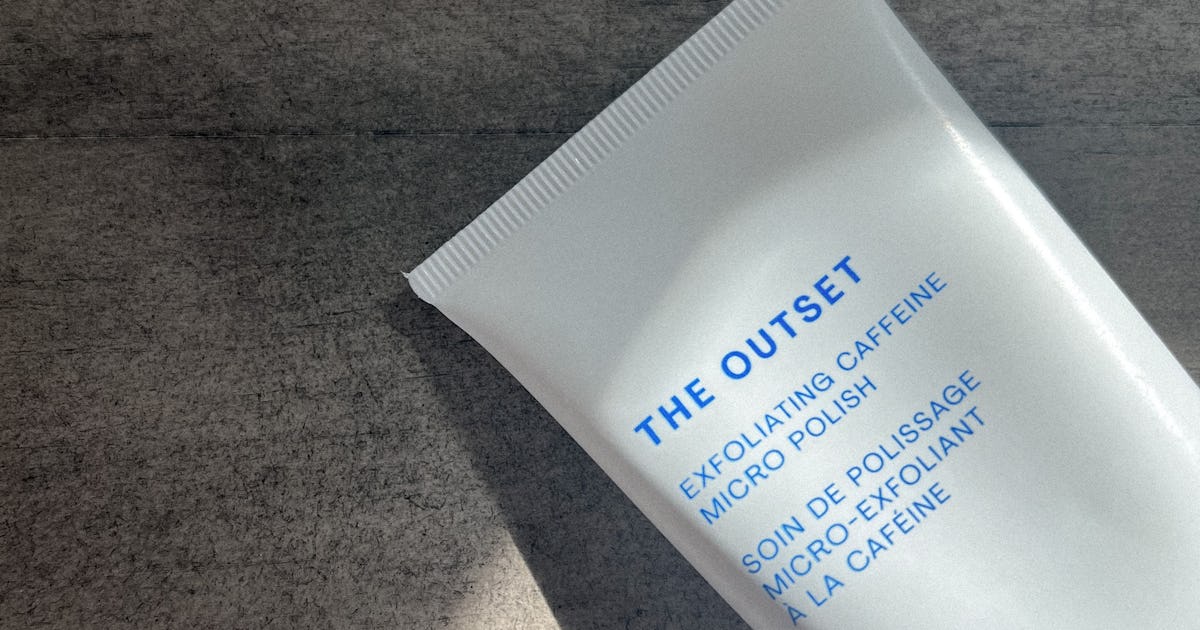 THE OUTSET
EXFOLIATING CAFFEINE
MICRO POLISH
SOIN DE POLISSAGE
MICRO-EXFOLIANT
À LA CAFÉINE